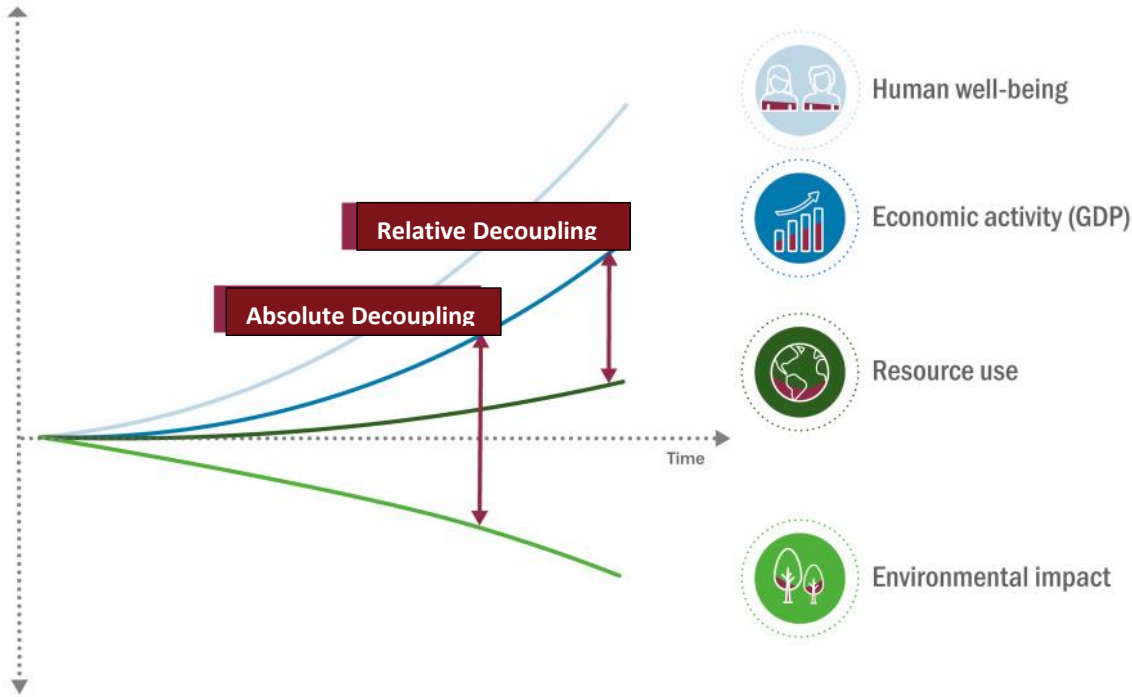 Human well-being
Economic activity (GDP)
Relative Decoupling
Absolute Decoupling
Resource use
Time
Environmental impact